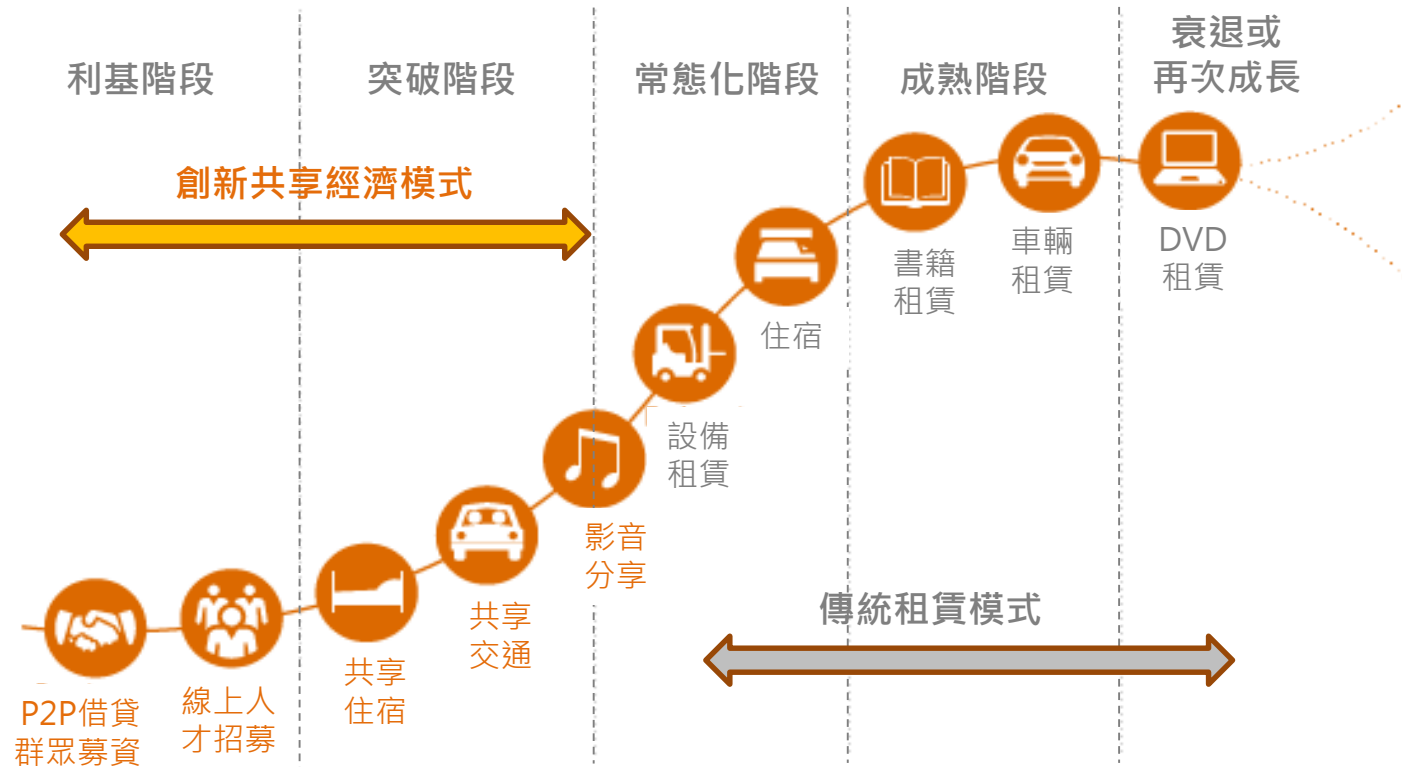 利基階段
突破階段
常態化階段
成熟階段
衰退或
再次成長
創新共享經濟模式
P2P借貸
群眾募資
線上人
才招募
共享
住宿
共享
交通
影音
分享
設備
租賃
住宿
書籍
租賃
車輛
租賃
DVD
租賃
傳統租賃模式